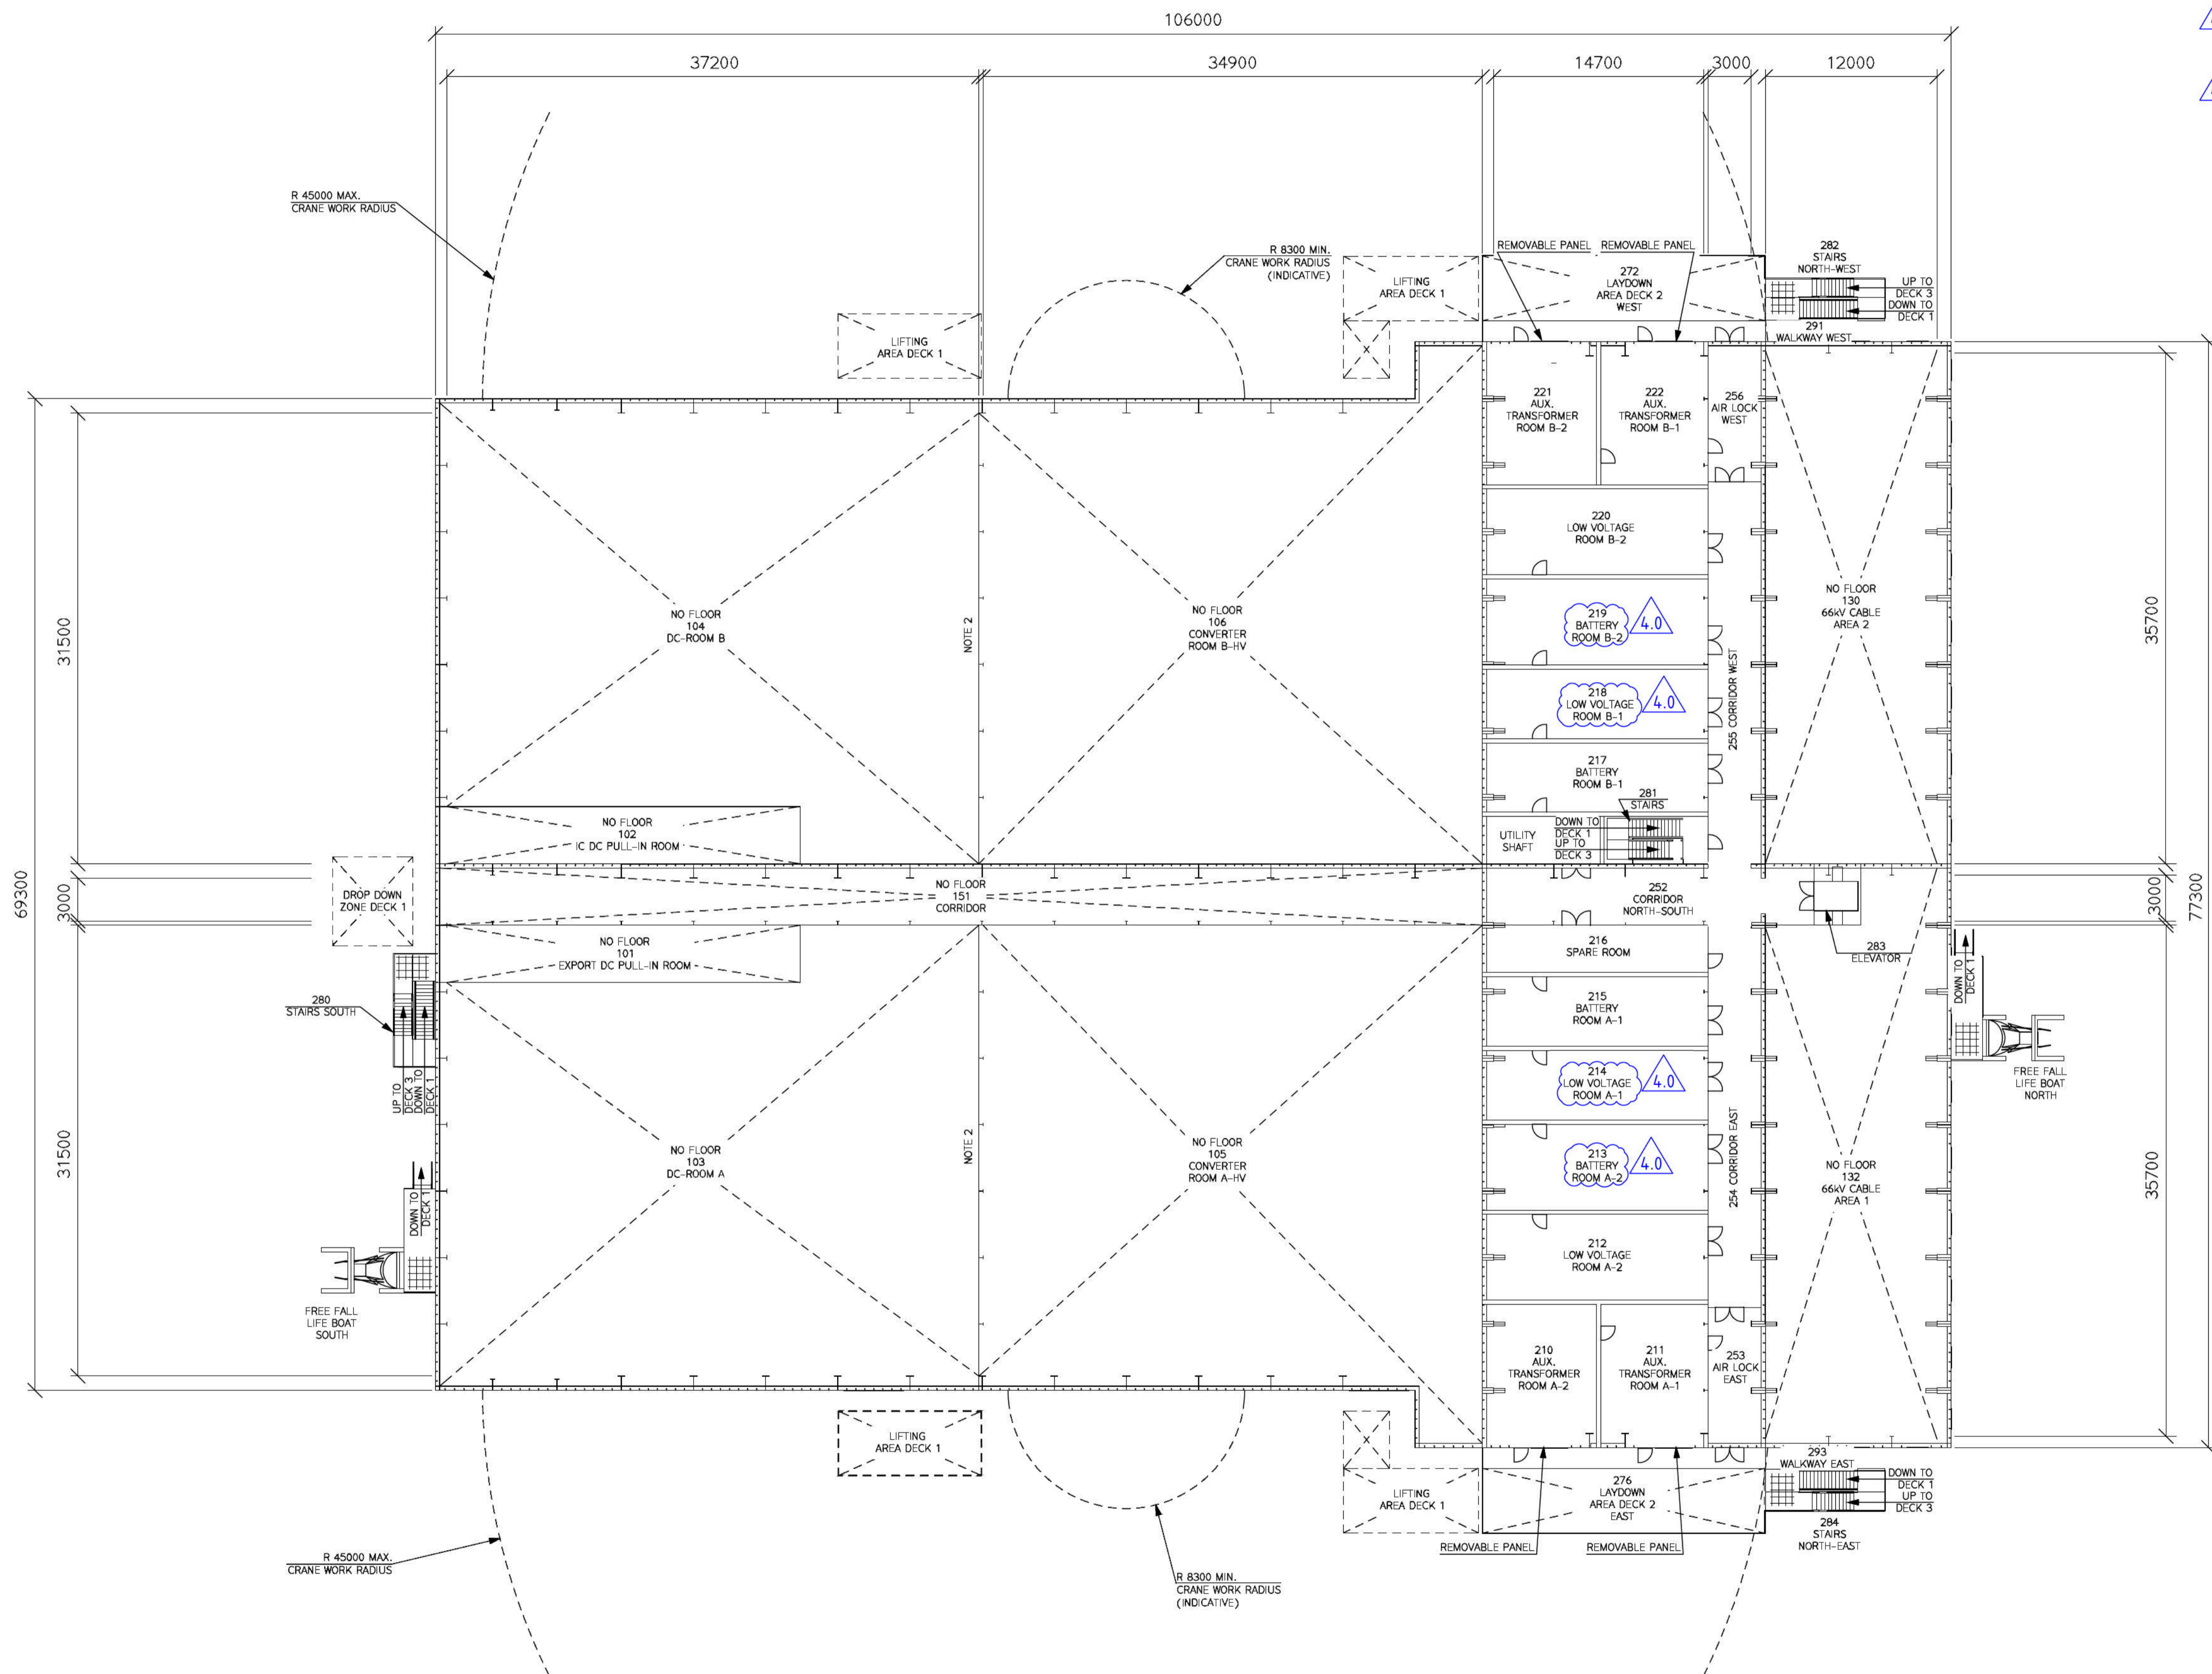 106000
37200
34900
14700
3000
12000
R 45000 MAX.
CRANE WORK RADIUS
R 8300 MIN.
CRANE WORK RADIUS
(INDICATIVE)
LIFTING
AREA DECK 1
LIFTING
AREA DECK 1
X
REMOVABLE PANEL
REMOVABLE PANEL
272
LAYDOWN
AREA DECK 2
WEST
282
STAIRS
NORTH-WEST
UP TO
DECK 3
DOWN TO
DECK 1
291
WALKWAY WEST
221
AUX.
TRANSFORMER
ROOM B-2
222
AUX.
TRANSFORMER
ROOM B-1
256
AIR LOCK
WEST
220
LOW VOLTAGE
ROOM B-2
219
BATTERY
ROOM B-2
4.0
218
LOW VOLTAGE
ROOM B-1
4.0
217
BATTERY
ROOM B-1
281
STAIRS
UTILITY
SHAFT
DOWN TO
DECK 1
UP TO
DECK 3
255 CORRIDOR WEST
NO FLOOR
130
66kV CABLE
AREA 2
NO FLOOR
104
DC-ROOM B
NOTE 2
NO FLOOR
106
CONVERTER
ROOM B-HV
NO FLOOR
102
IC DC PULL-IN ROOM
NO FLOOR
151
CORRIDOR
252
CORRIDOR
NORTH-SOUTH
283
ELEVATOR
NO FLOOR
101
EXPORT DC PULL-IN ROOM
216
SPARE ROOM
215
BATTERY
ROOM A-1
214
LOW VOLTAGE
ROOM A-1
4.0
213
BATTERY
ROOM A-2
4.0
212
LOW VOLTAGE
ROOM A-2
254 CORRIDOR EAST
NO FLOOR
132
66kV CABLE
AREA 1
NO FLOOR
103
DC-ROOM A
NOTE 2
NO FLOOR
105
CONVERTER
ROOM A-HV
210
AUX.
TRANSFORMER
ROOM A-2
211
AUX.
TRANSFORMER
ROOM A-1
253
AIR LOCK
EAST
69300
31500
3000
31500
DROP DOWN
ZONE DECK 1
280
STAIRS SOUTH
UP TO
DECK 3
DOWN TO
DECK 1
DOWN TO
DECK 1
FREE FALL
LIFE BOAT
SOUTH
35700
3000
77300
35700
DOWN TO
DECK 1
FREE FALL
LIFE BOAT
NORTH
LIFTING
AREA DECK 1
X
LIFTING
AREA DECK 1
276
LAYDOWN
AREA DECK 2
EAST
293
WALKWAY EAST
DOWN TO
DECK 1
UP TO
DECK 3
284
STAIRS
NORTH-EAST
REMOVABLE PANEL
REMOVABLE PANEL
R 45000 MAX.
CRANE WORK RADIUS
R 8300 MIN.
CRANE WORK RADIUS
(INDICATIVE)